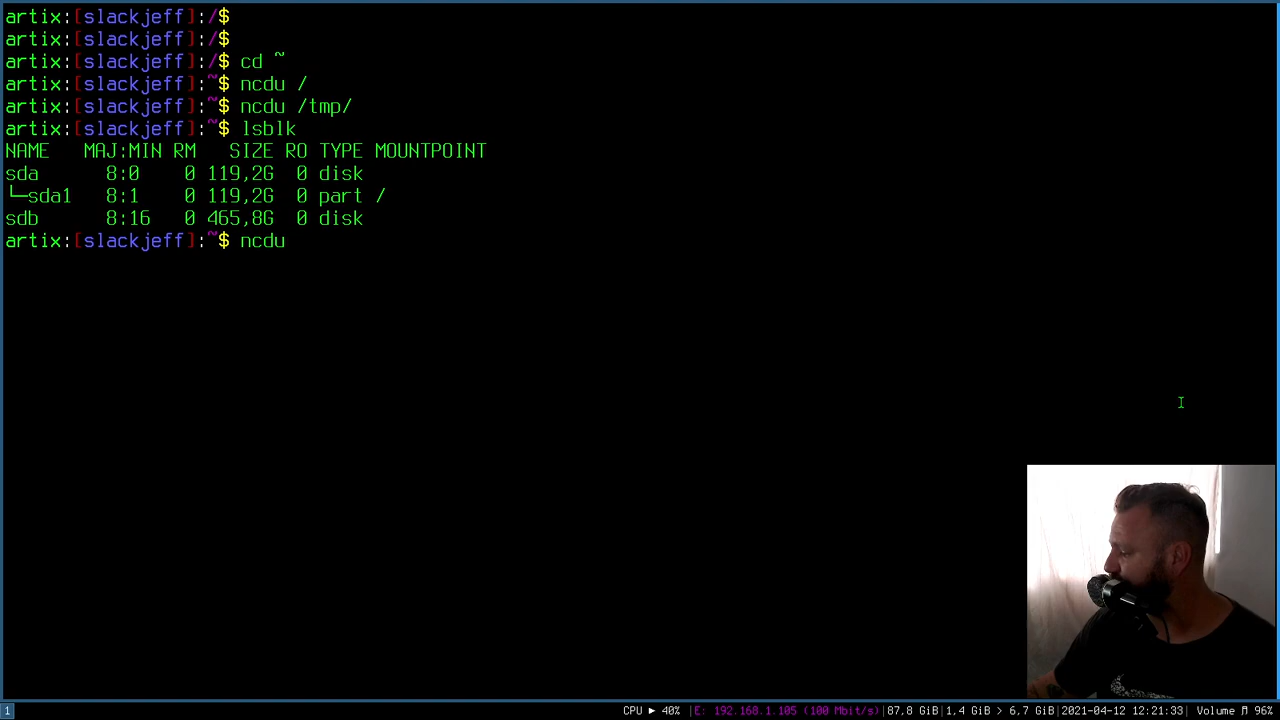 artix:[slackjeff]:/$
artix:[slackjeff]:/$
artix:[slackjeff]:/$ cd ~
artix:[slackjeff]:~$ ncdu /
artix:[slackjeff]:~$ ncdu /tmp/
artix:[slackjeff]:~$ lsblk
NAME   MAJ:MIN RM   SIZE RO TYPE MOUNTPOINT
sda      8:0    0 119,2G  0 disk
└─sda1   8:1    0 119,2G  0 part /
sdb      8:16   0 465,8G  0 disk
artix:[slackjeff]:~$ ncdu
1 CPU ► 40% |E: 192.168.1.105 (100 Mbit/s)|87,8 GiB|1,4 GiB > 6,7 GiB|2021-04-12 12:21:33| Volume ♬ 96%